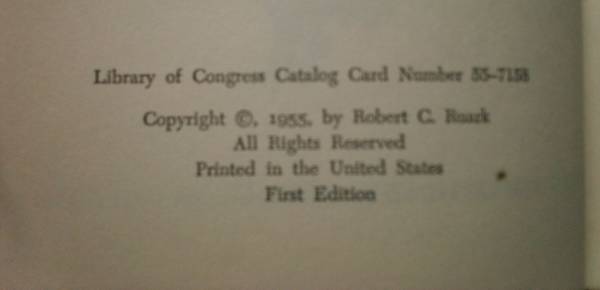 Library of Congress Catalog Card Number 55-7158
Copyright ©, 1955, by Robert C. Ruark
All Rights Reserved
Printed in the United States
First Edition